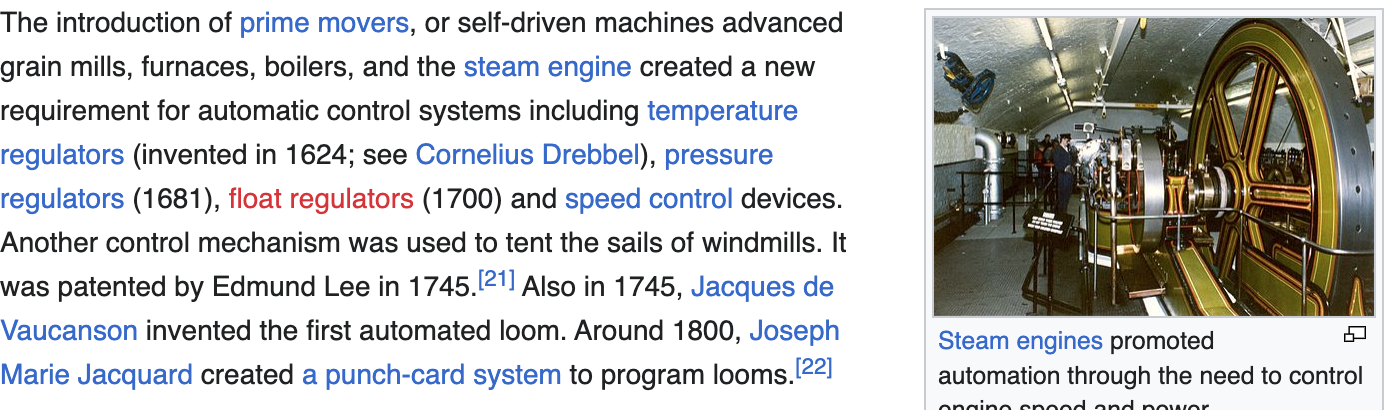 The introduction of prime movers, or self-driven machines advanced
grain mills, furnaces, boilers, and the steam engine created a new
requirement for automatic control systems including temperature
regulators (invented in 1624; see Cornelius Drebbel), pressure
regulators (1681), float regulators (1700) and speed control devices.
Another control mechanism was used to tent the sails of windmills. It
was patented by Edmund Lee in 1745.[21] Also in 1745, Jacques de
Vaucanson invented the first automated loom. Around 1800, Joseph
Marie Jacquard created a punch-card system to program looms.[22]
Steam engines promoted
automation through the need to control
engine speed and power